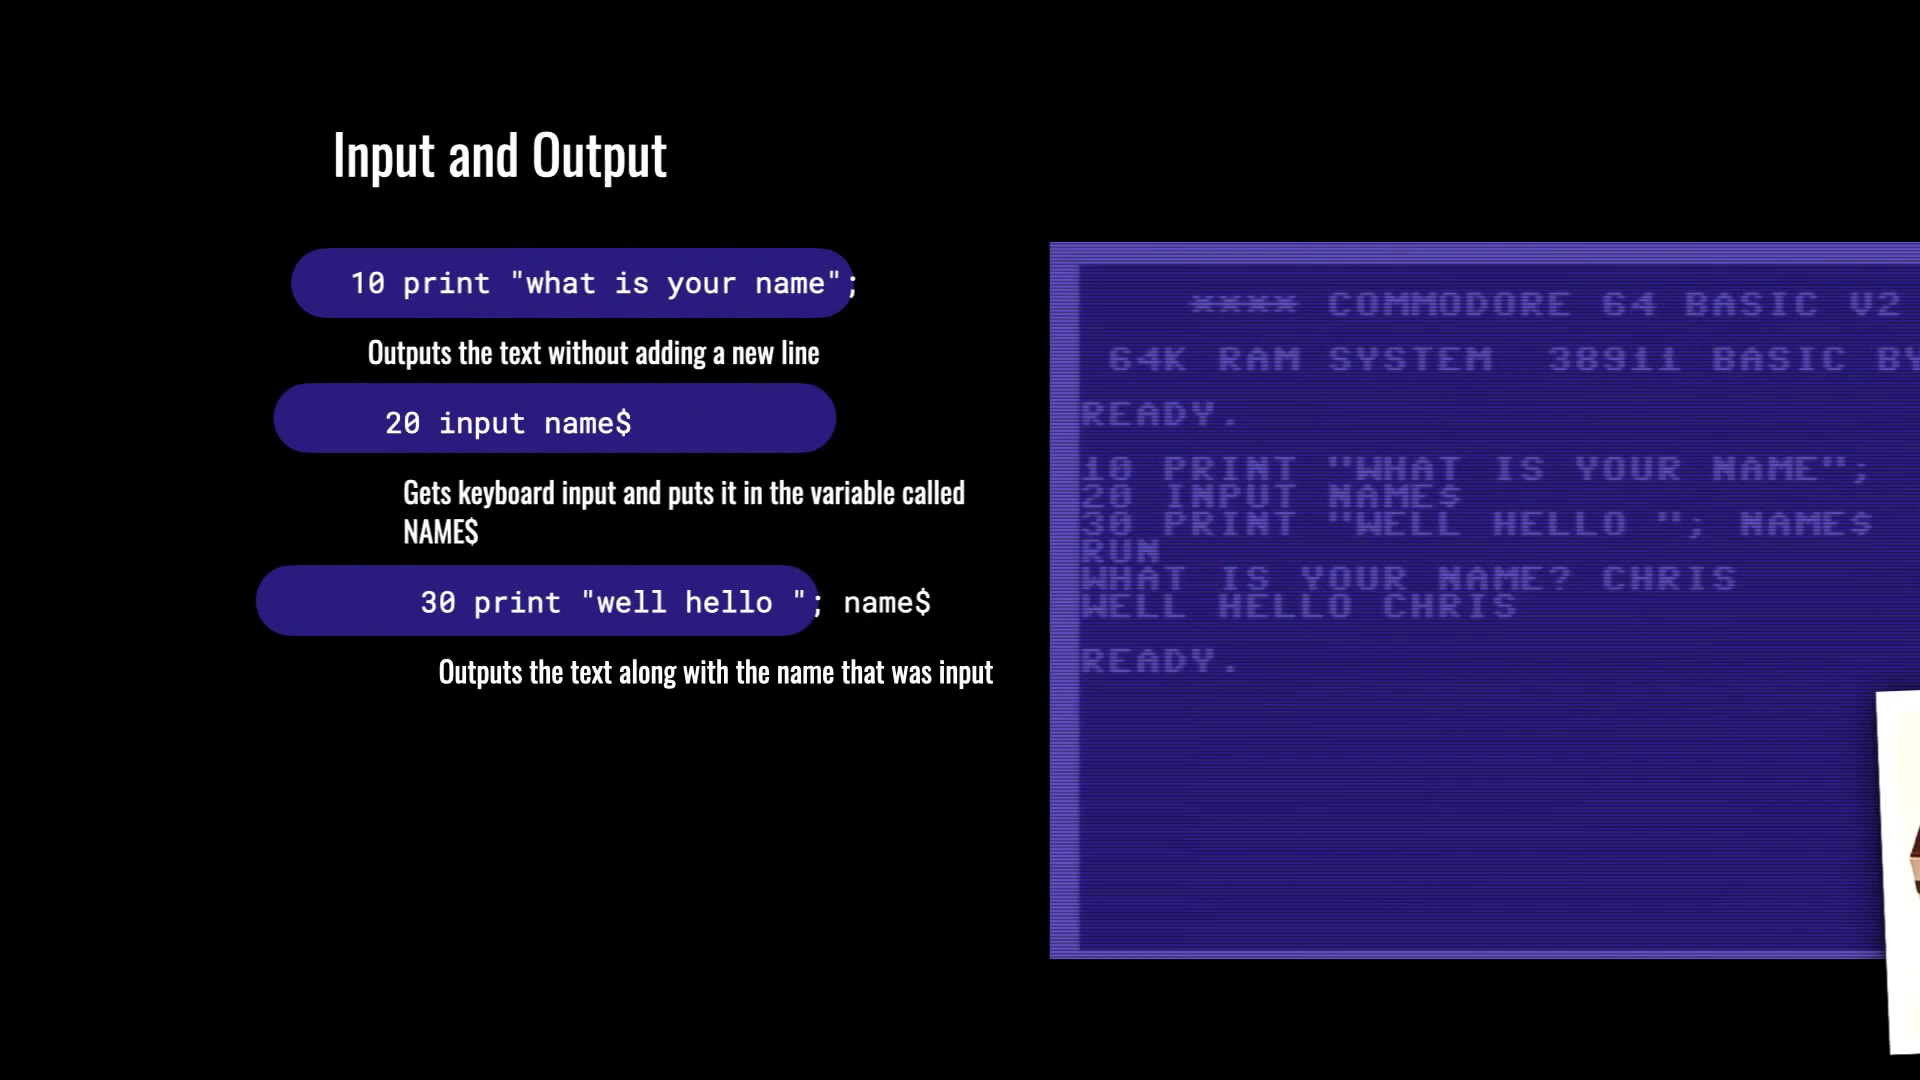 Input and Output
10 print "what is your name";
Outputs the text without adding a new line
20 input name$
Gets keyboard input and puts it in the variable called
NAME$
30 print "well hello "; name$
Outputs the text along with the name that was input
**** COMMODORE 64 BASIC V2
64K RAM SYSTEM 38911 BASIC BY
READY.
10 PRINT "WHAT IS YOUR NAME";
20 INPUT NAME$
30 PRINT "WELL HELLO "; NAME$
RUN
WHAT IS YOUR NAME? CHRIS
WELL HELLO CHRIS
READY.